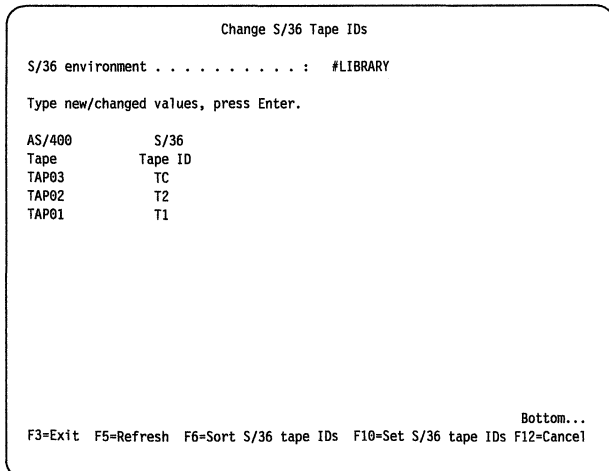 Change S/36 Tape IDs
S/36 environment . . . . . . . . . . . : #LIBRARY
Type new/changed values, press Enter.
AS/400 S/36
Tape Tape ID
TAP03 TC
TAP02 T2
TAP01 T1
Bottom...
F3=Exit F5=Refresh F6=Sort S/36 tape IDs F10=Set S/36 tape IDs F12=Cancel